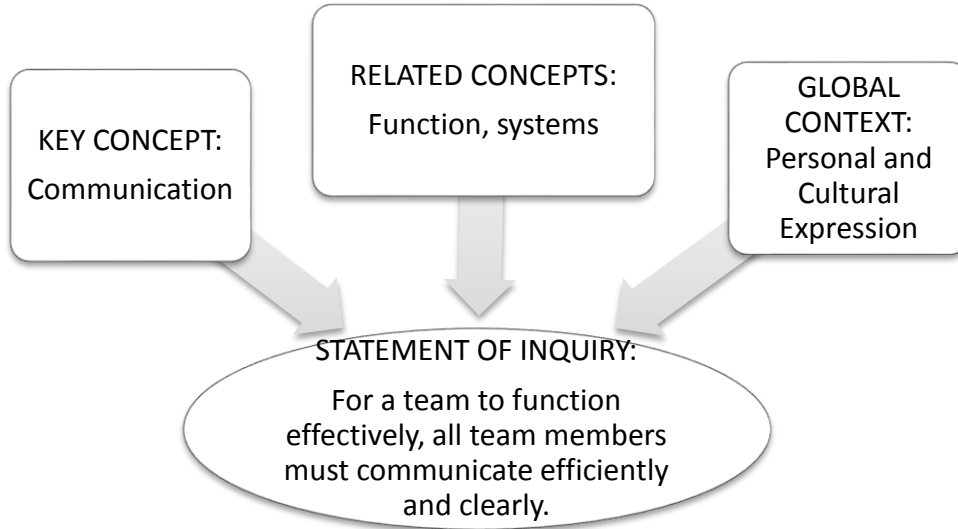 KEY CONCEPT:
Communication
RELATED CONCEPTS:
Function, systems
GLOBAL
CONTEXT:
Personal and
Cultural
Expression
STATEMENT OF INQUIRY:
For a team to function
effectively, all team members
must communicate efficiently
and clearly.